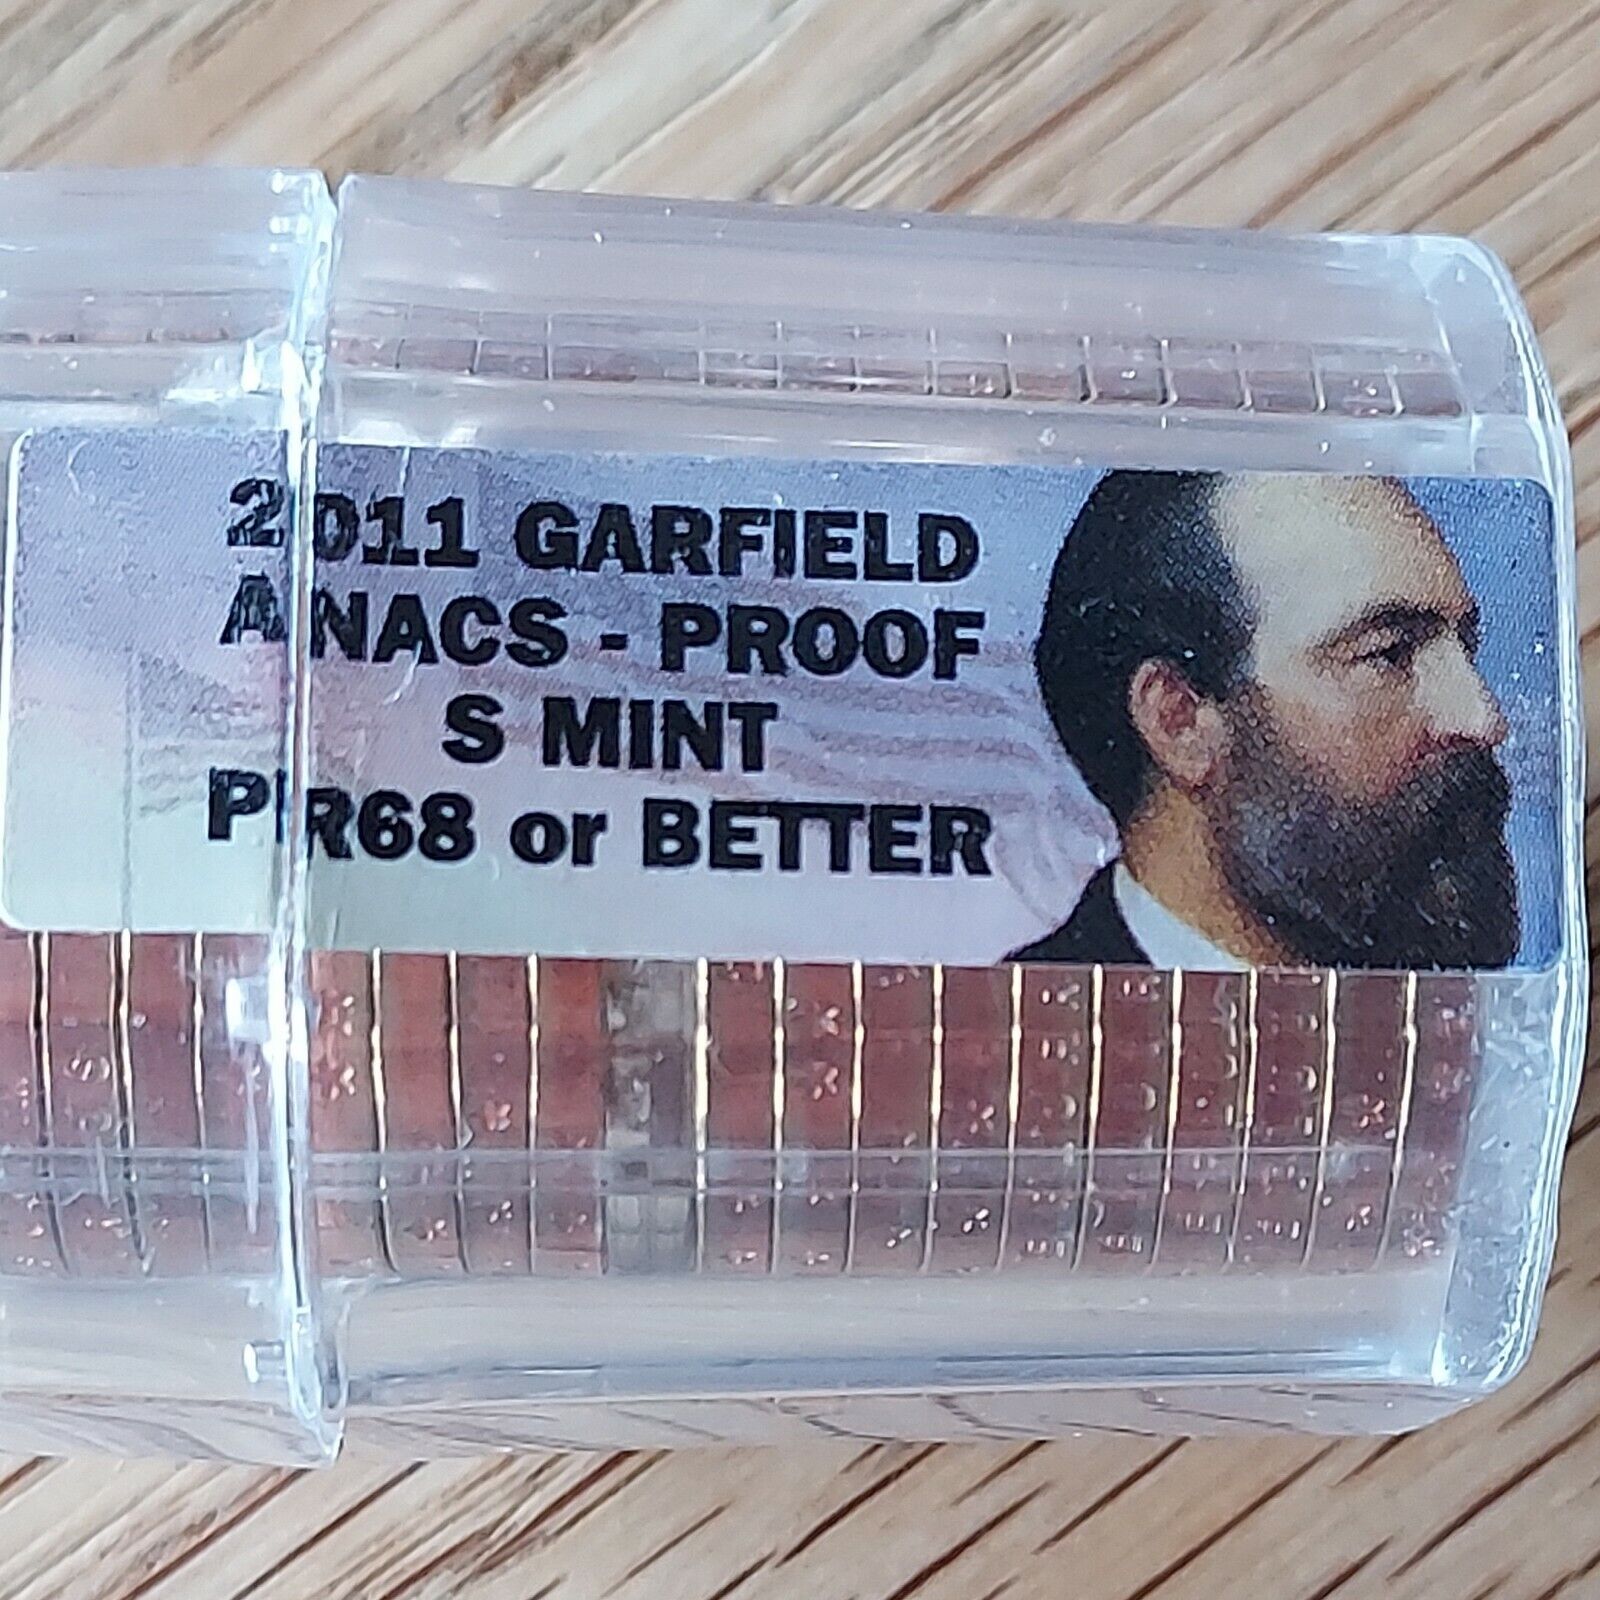 2011 GARFIELD
ANACS - PROOF
S MINT
PR68 or BETTER